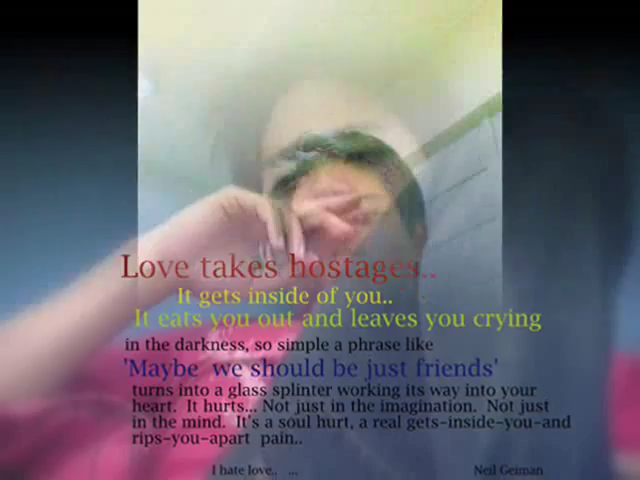 Love takes hostages..
It gets inside of you..
It eats you out and leaves you crying
in the darkness, so simple a phrase like
'Maybe we should be just friends'
turns into a glass splinter working its way into your
heart. It hurts... Not just in the imagination. Not just
in the mind. It's a soul hurt, a real gets-inside-you-and
rips-you-apart pain..
I hate love.. ... Neil Geiman